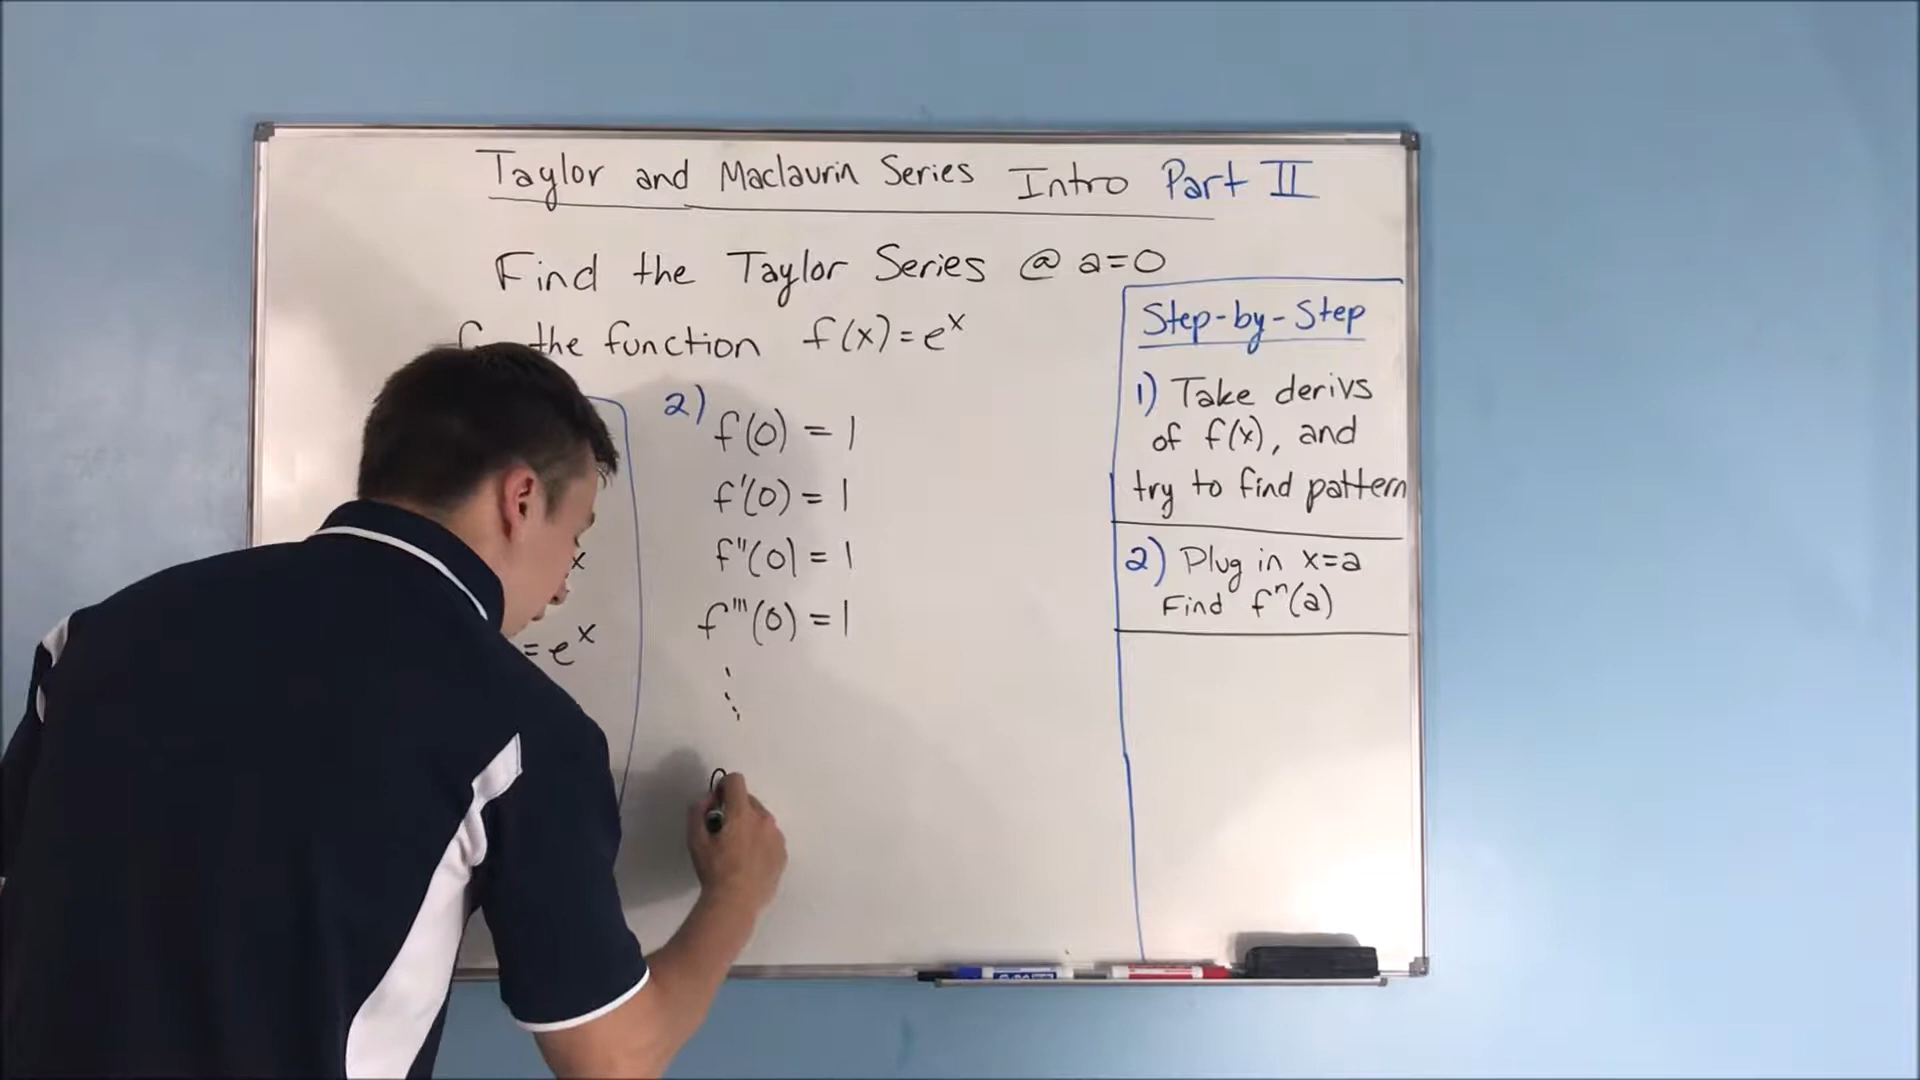 Taylor and Maclaurin Series Intro Part II
Find the Taylor Series @ a=0
the function f(x)=e^x
2)
f(0) = 1
f'(0) = 1
f"(0) = 1
f'''(0) = 1
x
=e^x
Step-by-Step
1) Take derivs
of f(x), and
try to find pattern
2) Plug in x=a
Find f^n(a)